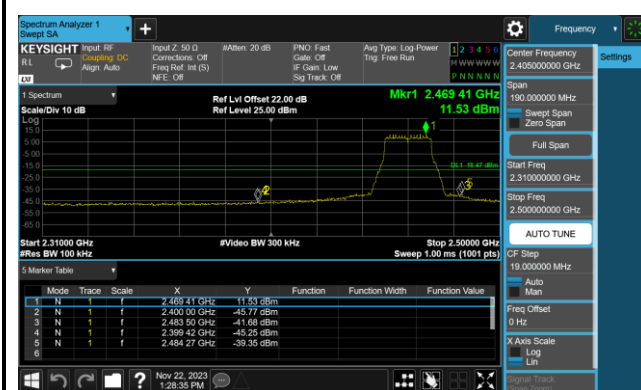 Spectrum Analyzer 1
Swept SA
+
Frequency
KEYSIGHT Input: RF Input Z: 50 Ω #Atten: 20 dB PNO: Fast Avg Type: Log-Power 1 2 3 4 5 6
RL Coupling: DC Corrections: Off Gate: Off Trig: Free Run M W W W W W
Align: Auto Freq Ref: Int (S) IF Gain: Low
NFE: Off Sig Track: Off P N N N N N
LXI
Settings
Center Frequency
2.405000000 GHz
Span
190.000000 MHz
Swept Span
Zero Span
Full Span
Start Freq
2.310000000 GHz
Stop Freq
2.500000000 GHz
AUTO TUNE
CF Step
19.000000 MHz
Auto
Man
Freq Offset
0 Hz
X Axis Scale
Log
Lin
Signal Track
(Span Zoom)
1 Spectrum
Scale/Div 10 dB
Ref Lvl Offset 22.00 dB
Ref Level 25.00 dBm
Mkr1 2.469 41 GHz
11.53 dBm
Log
15.0
5.00
-5.00
-15.0
-25.0
-35.0
-45.0
-55.0
-65.0
1
DL1 -18.47 dBm
Start 2.31000 GHz #Video BW 300 kHz Stop 2.50000 GHz
#Res BW 100 kHz Sweep 1.00 ms (1001 pts)
5 Marker Table
Mode Trace Scale X Y Function Function Width Function Value
1 N 1 f 2.469 41 GHz 11.53 dBm
2 N 1 f 2.400 00 GHz -45.77 dBm
3 N 1 f 2.483 50 GHz -41.68 dBm
4 N 1 f 2.399 42 GHz -45.25 dBm
5 N 1 f 2.484 27 GHz -39.35 dBm
6
?
Nov 22, 2023
1:28:35 PM